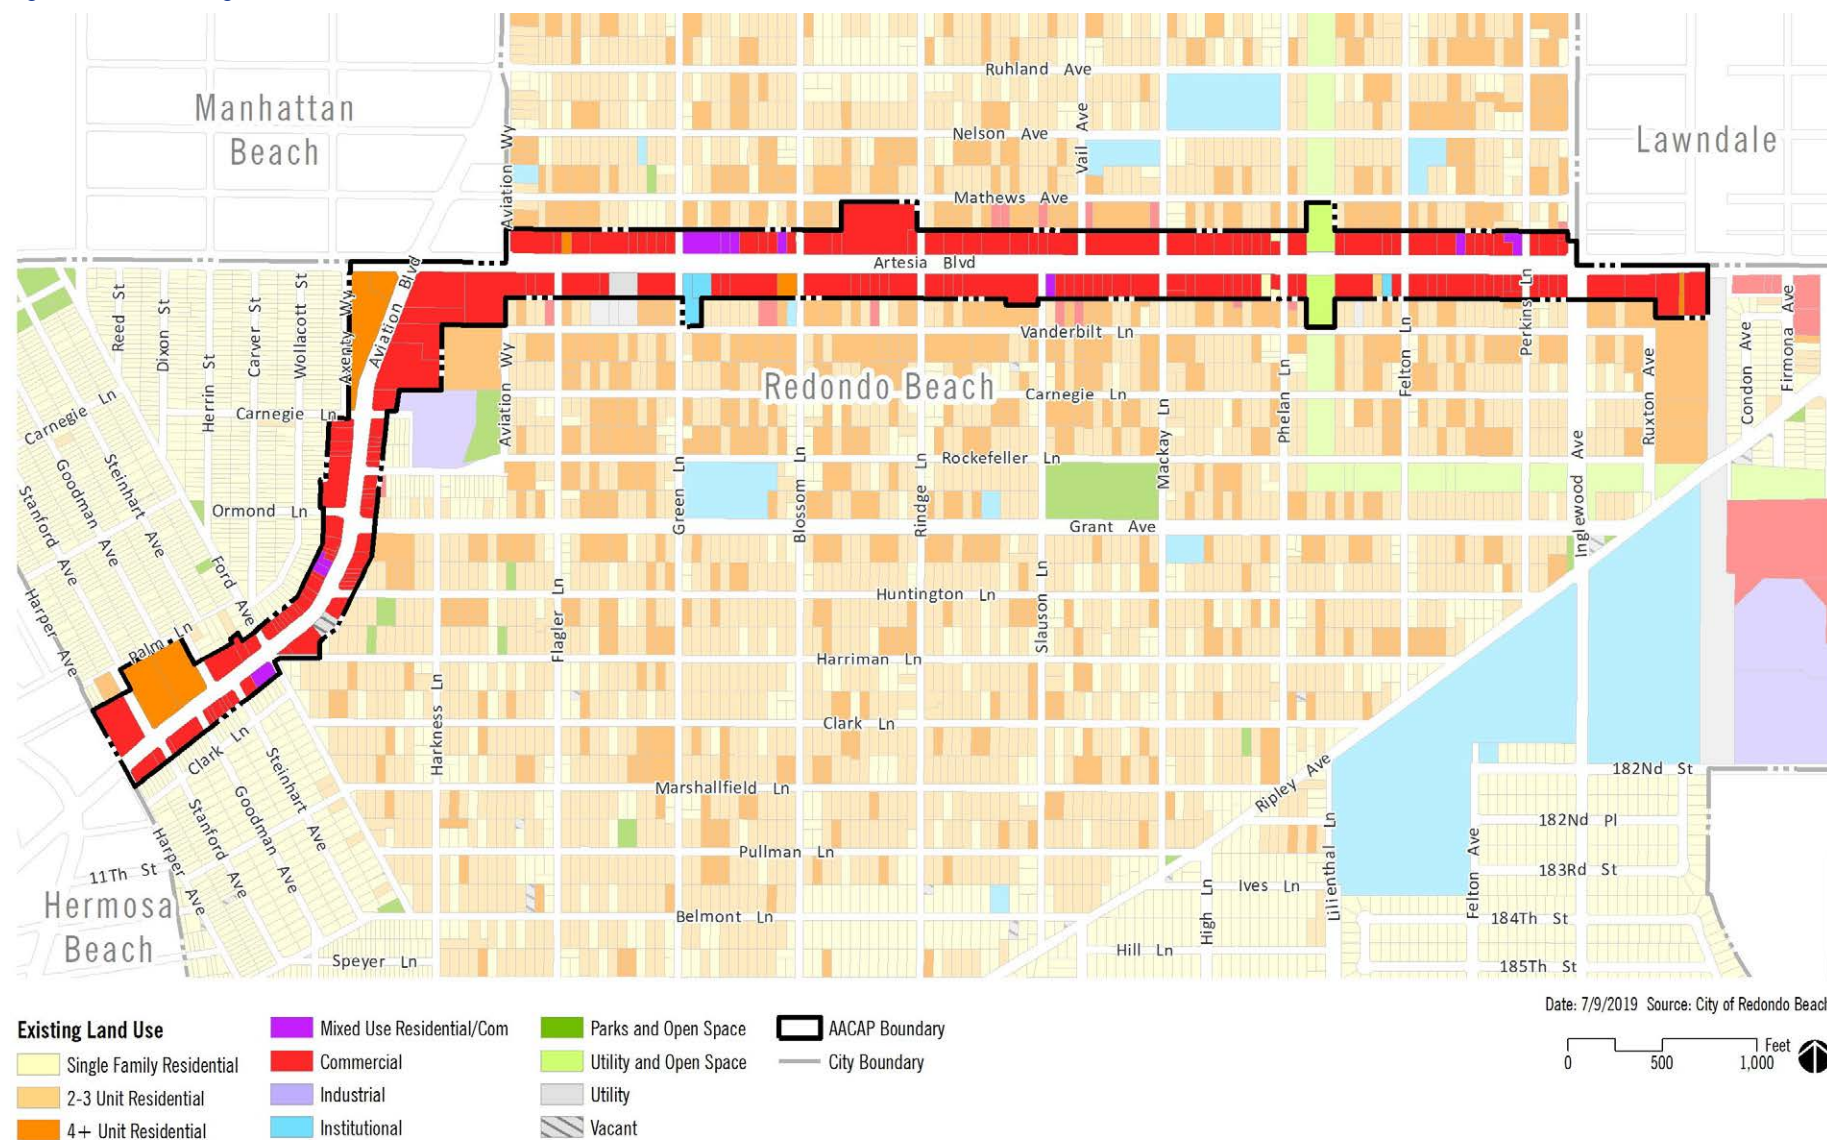 Ruhland Ave
Manhattan
Beach
Lawndale
Aviation Wy
Nelson Ave
Vail Ave
Mathews Ave
Artesia Blvd
Reed St
Dixon St
Herrin St
Carver St
Wollacott St
Axenty Wy
Aviation Blvd
Vanderbilt Ln
Perkins Ln
Felton Ln
Phelan Ln
Ruxton Ave
Condon Ave
Firmona Ave
Aviation Wy
Redondo Beach
Carnegie Ln
Carnegie Ln
Carnegie Ln
Mackay Ln
Inglewood Ave
Goodman Ave
Steinhart Ave
Stanford Ave
Harper Ave
Ormond Ln
Ford Ave
Palm Ln
Rockefeller Ln
Green Ln
Blossom Ln
Rindge Ln
Grant Ave
Flagler Ln
Huntington Ln
Slauson Ln
Harriman Ln
Harkness Ln
Clark Ln
Clark Ln
Steinhart Ave
Goodman Ave
Stanford Ave
Harper Ave
Marshallfield Ln
Ripley Ave
182Nd St
182Nd Pl
Pullman Ln
Lilienthal Ln
Felton Ave
183Rd St
11Th St
High Ln
Ives Ln
Hermosa
Beach
Belmont Ln
184Th St
Speyer Ln
Hill Ln
185Th St
Date: 7/9/2019 Source: City of Redondo Beach
Existing Land Use
Single Family Residential
2-3 Unit Residential
4+ Unit Residential
Mixed Use Residential/Com
Commercial
Industrial
Institutional
Parks and Open Space
Utility and Open Space
Utility
Vacant
AACAP Boundary
City Boundary
Feet
0 500 1,000